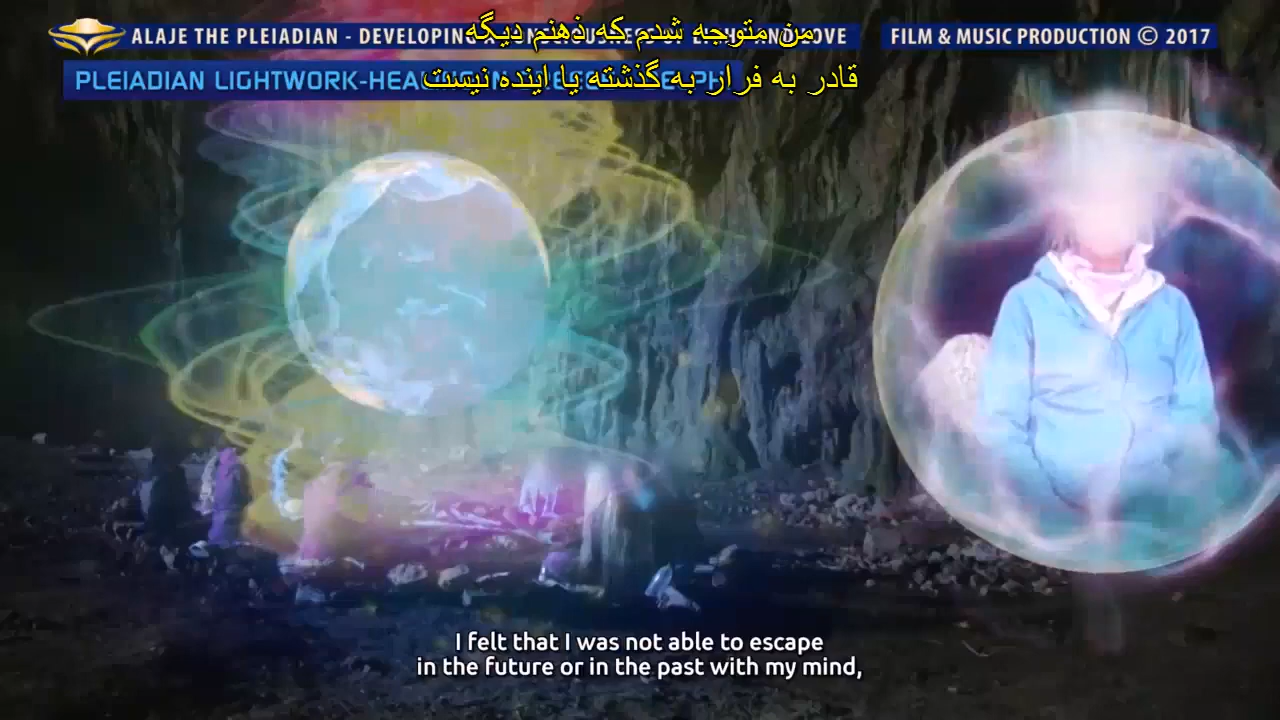 ALAJE THE PLEIADIAN - DEVELOPING LOVE
FILM & MUSIC PRODUCTION © 2017
من متوجه شدم که ذهنم دیگه
PLEIADIAN LIGHTWORK-HEA
قادر به فرار به گذشته یا اینده نیست
I felt that I was not able to escape
in the future or in the past with my mind,